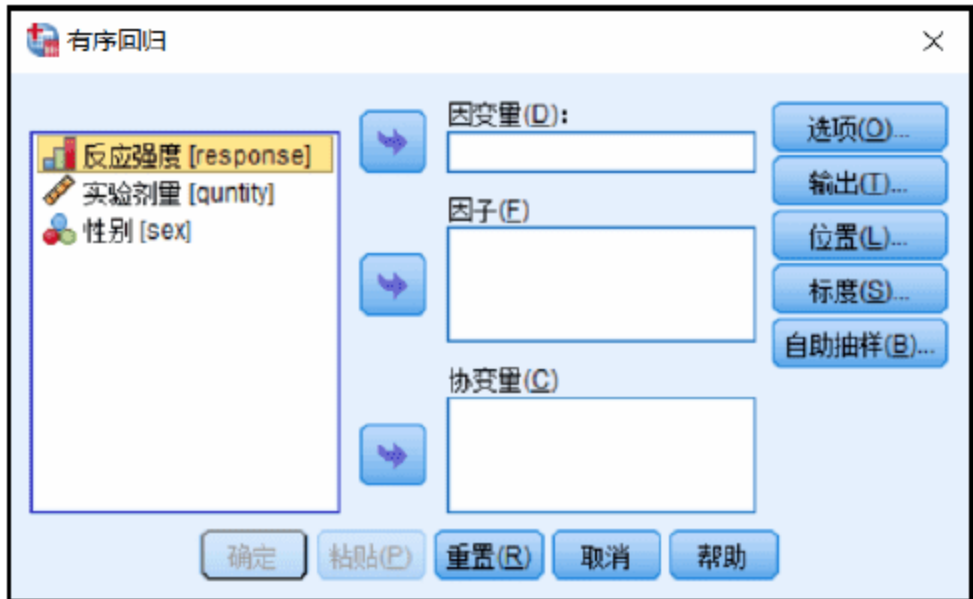 有序回归
反应强度 [response]
实验剂量 [quntity]
性别 [sex]
因变量(D):
因子(F)
协变量(C)
选项(O)...
输出(T)...
位置(L)...
标度(S)...
自助抽样(B)...
确定
粘贴(P)
重置(R)
取消
帮助